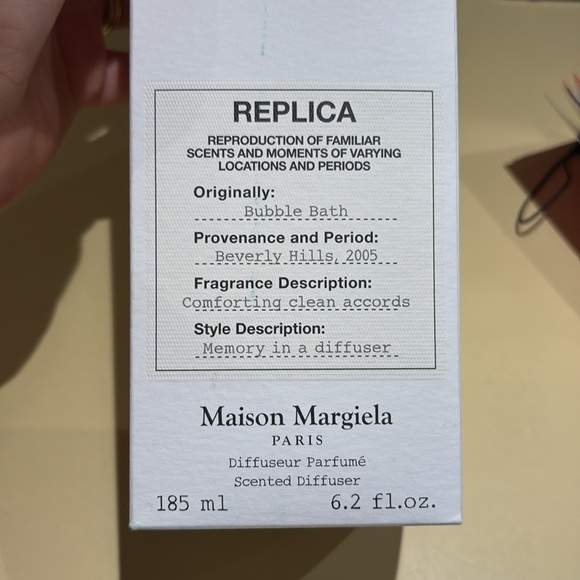 REPLICA
REPRODUCTION OF FAMILIAR
SCENTS AND MOMENTS OF VARYING
LOCATIONS AND PERIODS
Originally:
Bubble Bath
Provenance and Period:
Beverly Hills, 2005
Fragrance Description:
Comforting clean accords
Style Description:
Memory in a diffuser
Maison Margiela
PARIS
Diffuseur Parfumé
Scented Diffuser
185 ml 6.2 fl.oz.